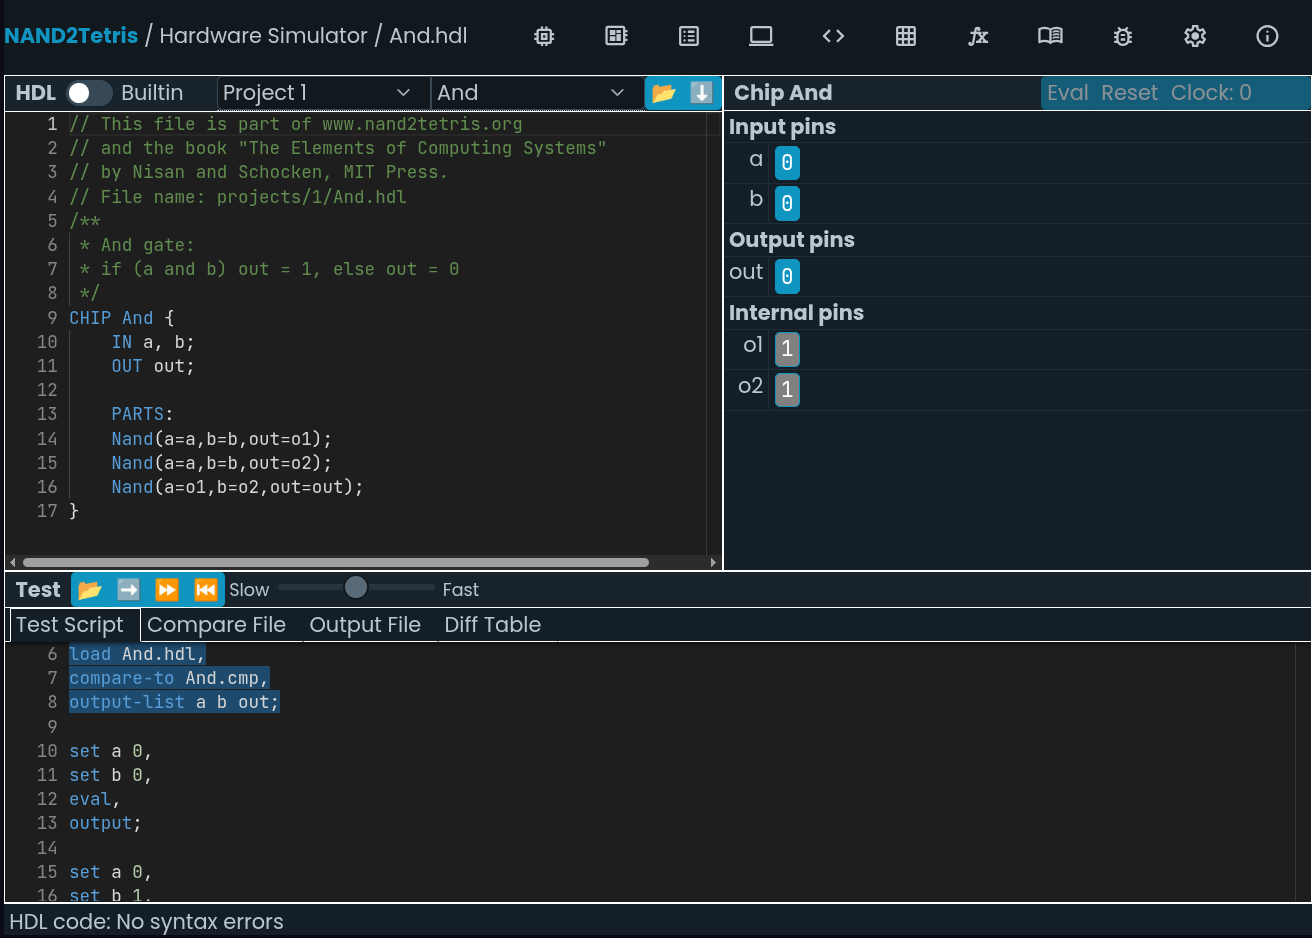 NAND2Tetris / Hardware Simulator / And.hdl
HDL Builtin Project 1 And
1 // This file is part of www.nand2tetris.org
2 // and the book "The Elements of Computing Systems"
3 // by Nisan and Schocken, MIT Press.
4 // File name: projects/1/And.hdl
5 /**
6 * And gate:
7 * if (a and b) out = 1, else out = 0
8 */
9 CHIP And {
10 IN a, b;
11 OUT out;
12
13 PARTS:
14 Nand(a=a,b=b,out=o1);
15 Nand(a=a,b=b,out=o2);
16 Nand(a=o1,b=o2,out=out);
17 }
Chip And Eval Reset Clock: 0
Input pins
a 0
b 0
Output pins
out 0
Internal pins
o1 1
o2 1
Test Slow Fast
Test Script Compare File Output File Diff Table
6 load And.hdl,
7 compare-to And.cmp,
8 output-list a b out;
9
10 set a 0,
11 set b 0,
12 eval,
13 output;
14
15 set a 0,
16 set b 1,
HDL code: No syntax errors